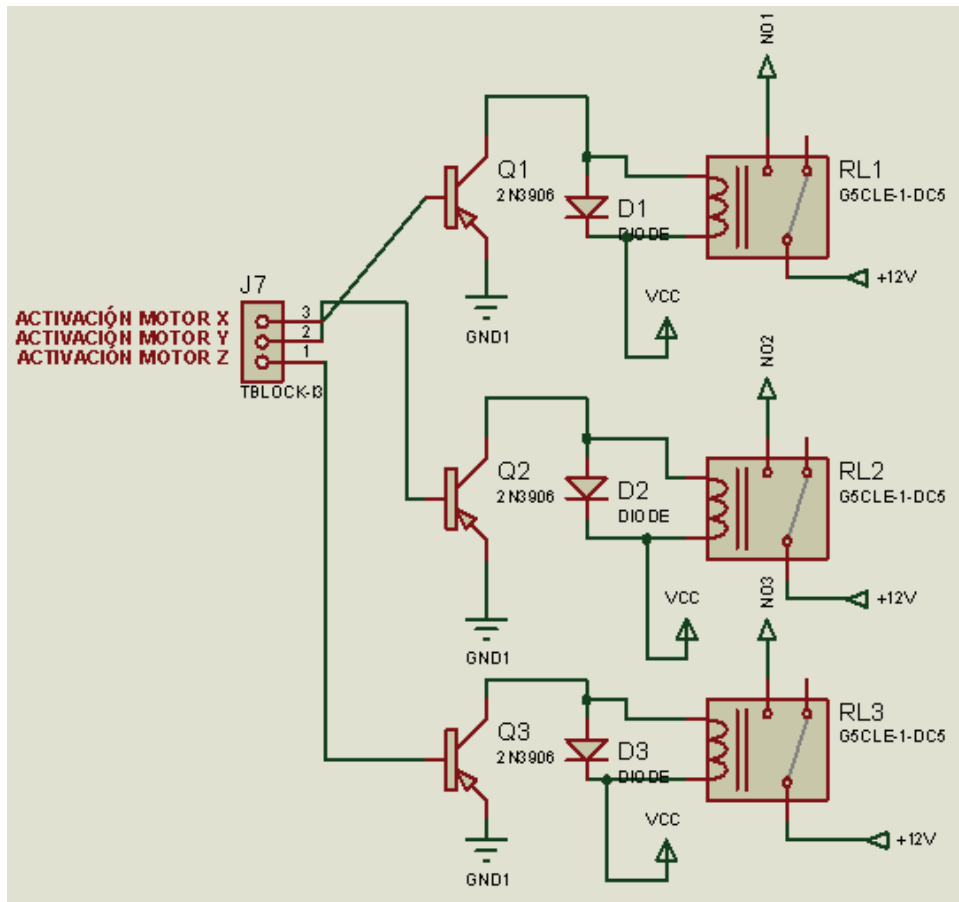 NO1
Q1
2N3906
D1
DIODE
RL1
G5CLE-1-DC5
+12V
VCC
GND1
J7
ACTIVACIÓN MOTOR X
3
ACTIVACIÓN MOTOR Y
2
ACTIVACIÓN MOTOR Z
1
TBLOCK-I3
NO2
Q2
2N3906
D2
DIODE
RL2
G5CLE-1-DC5
+12V
VCC
GND1
NO3
Q3
2N3906
D3
DIODE
RL3
G5CLE-1-DC5
+12V
VCC
GND1